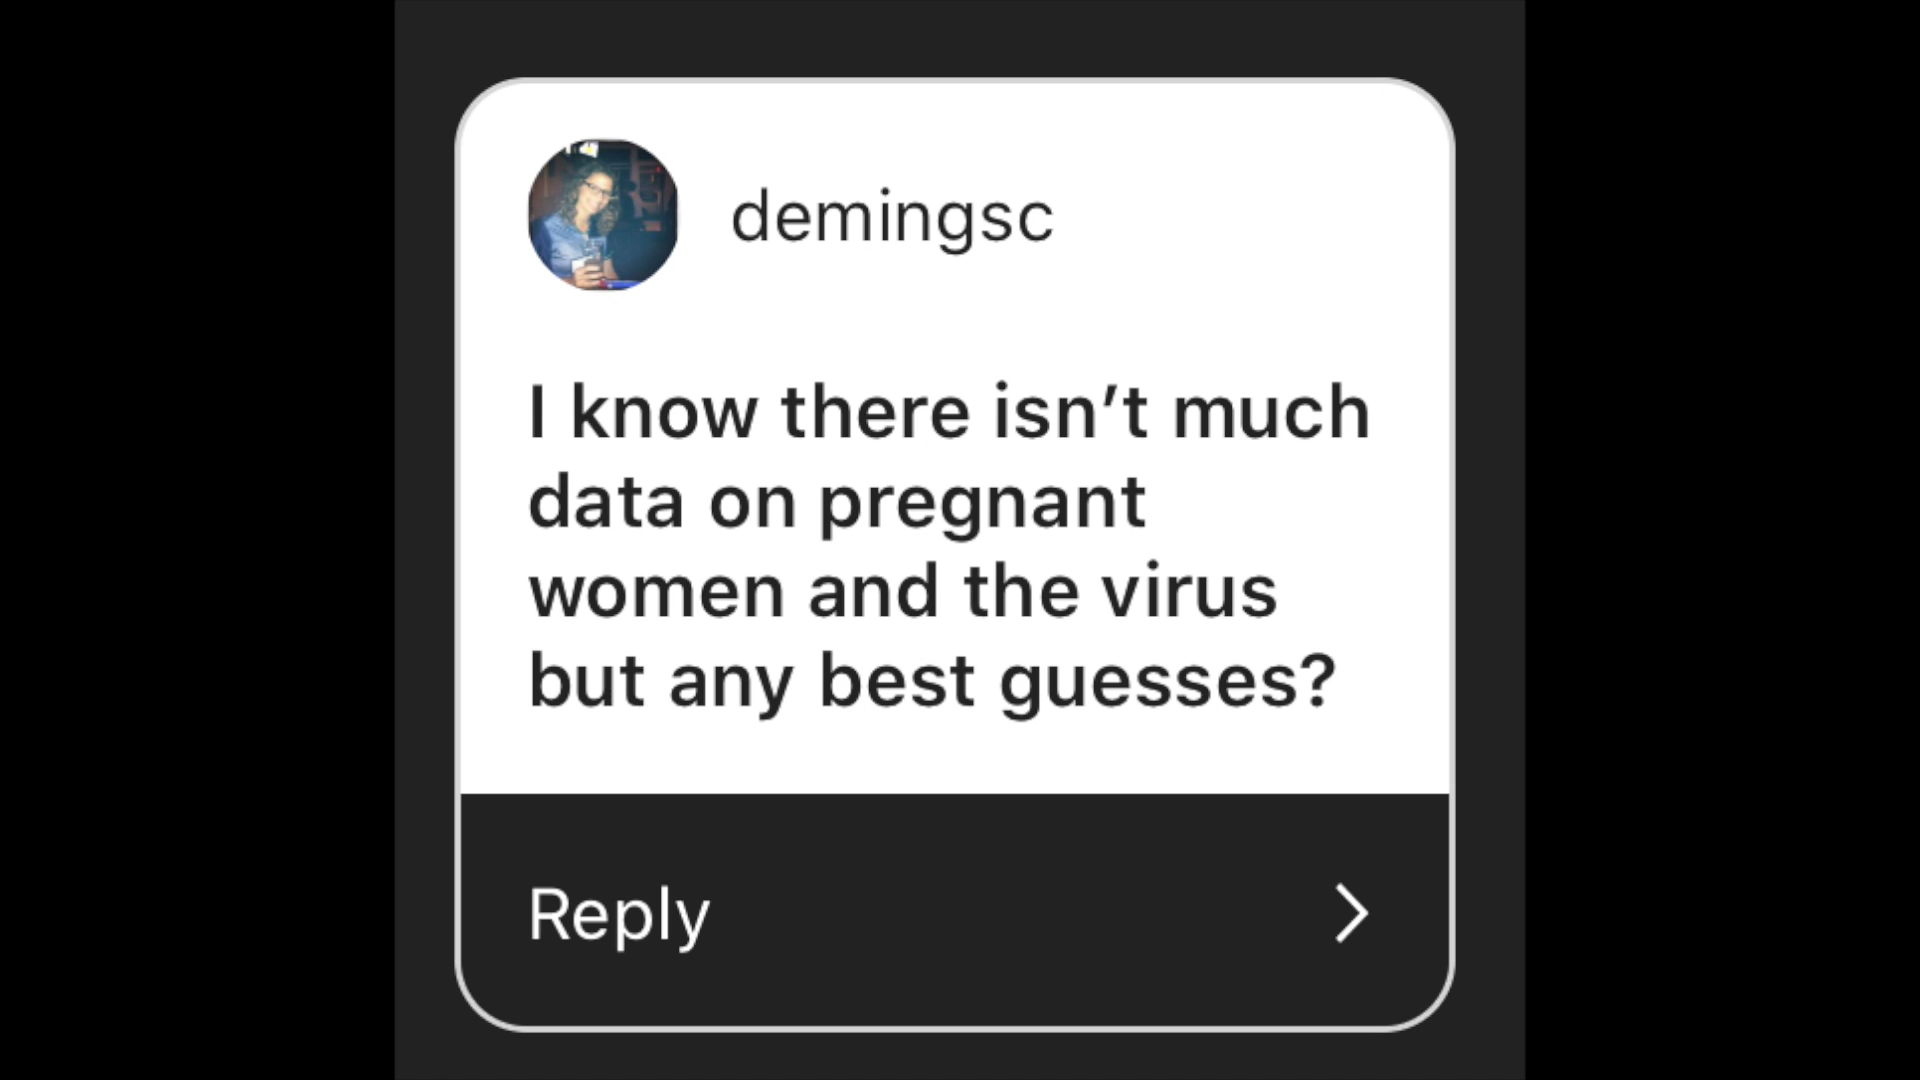 demingsc
I know there isn’t much
data on pregnant
women and the virus
but any best guesses?
Reply